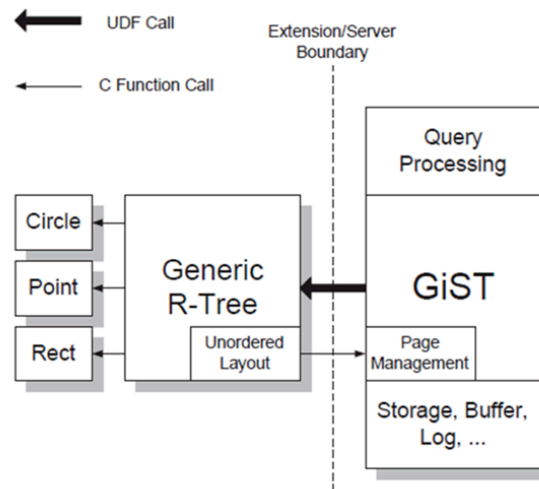 UDF Call
C Function Call
Extension/Server
Boundary
Query
Processing
Circle
Point
Rect
Generic
R-Tree
Unordered
Layout
GiST
Page
Management
Storage, Buffer,
Log, ...